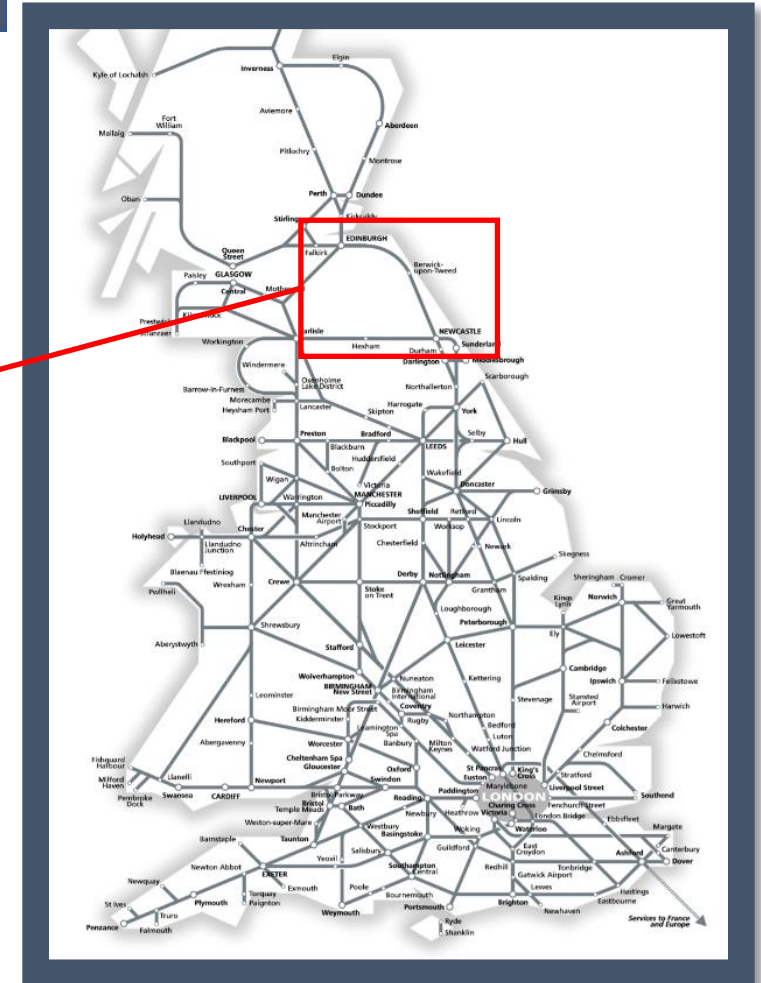 Elgin
Inverness
Kyle of Lochalsh
Aviemore
Fort
William
Mallaig
Aberdeen
Pitlochry
Montrose
Perth
Dundee
Oban
Stirling
Kirkcaldy
EDINBURGH
Queen
Street
Falkirk
Berwick-
upon-Tweed
Paisley
GLASGOW
Central
Carlisle
NEWCASTLE
Workington
Hexham
Sunderland
Durham
Darlington
Middlesbrough
Windermere
Scarborough
Oxenholme
Lake District
Northallerton
Barrow-in-Furness
Morecambe
Heysham Port
Lancaster
Harrogate
Skipton
York
Blackpool
Preston
Bradford
Selby
Blackburn
LEEDS
Hull
Huddersfield
Southport
Bolton
Wakefield
Wigan
Victoria
Doncaster
LIVERPOOL
Warrington
MANCHESTER
Piccadilly
Grimsby
Manchester
Airport
Sheffield
Retford
Llandudno
Stockport
Worksop
Lincoln
Holyhead
Chester
Llandudno
Junction
Altrincham
Chesterfield
Newark
Skegness
Blaenau Ffestiniog
Pwllheli
Wrexham
Crewe
Stoke
on Trent
Derby
Nottingham
Grantham
Spalding
Sheringham
Cromer
Kings
Lynn
Norwich
Great
Yarmouth
Loughborough
Peterborough
Shrewsbury
Ely
Lowestoft
Aberystwyth
Stafford
Leicester
Wolverhampton
BIRMINGHAM
New Street
Nuneaton
Birmingham
International
Kettering
Cambridge
Ipswich
Felixstowe
Leominster
Birmingham Moor Street
Coventry
Stevenage
Stansted
Airport
Harwich
Kidderminster
Rugby
Northampton
Hereford
Leamington
Spa
Bedford
Colchester
Worcester
Banbury
Milton
Keynes
Luton
Abergavenny
Watford Junction
Cheltenham Spa
Gloucester
Chelmsford
Fishguard
Harbour
Oxford
St Pancras
King's
Cross
Euston
Stratford
Milford
Haven
Llanelli
Newport
Swindon
Marylebone
Liverpool Street
Pembroke
Dock
Swansea
CARDIFF
Bristol Parkway
Reading
Paddington
LONDON
Southend
Bristol
Temple Meads
Bath
Charing Cross
Fenchurch Street
Newbury
Heathrow
Victoria
London Bridge
Ebbsfleet
Weston-super-Mare
Westbury
Basingstoke
Woking
Waterloo
Margate
Barnstaple
Taunton
Salisbury
Guildford
East
Croydon
Canterbury
Yeovil
Southampton
Central
Redhill
Tonbridge
Ashford
Dover
Newton Abbot
Gatwick Airport
EXETER
Newquay
Exmouth
Poole
Lewes
Hastings
Torquay
Paignton
Bournemouth
Eastbourne
St Ives
Plymouth
Weymouth
Portsmouth
Brighton
Newhaven
Truro
Ryde
Services to France
and Europe
Penzance
Falmouth
Shanklin